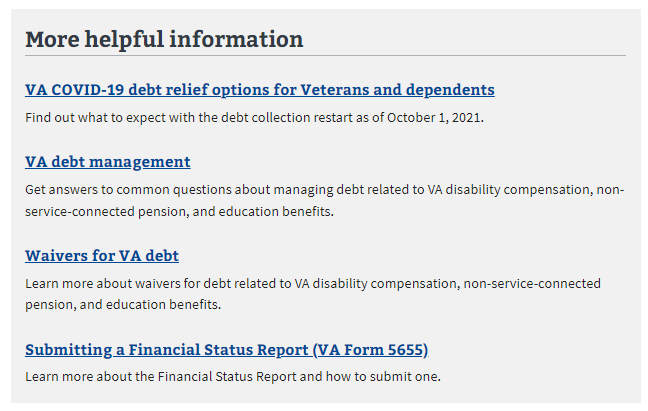 More helpful information
VA COVID-19 debt relief options for Veterans and dependents
Find out what to expect with the debt collection restart as of October 1, 2021.
VA debt management
Get answers to common questions about managing debt related to VA disability compensation, non-
service-connected pension, and education benefits.
Waivers for VA debt
Learn more about waivers for debt related to VA disability compensation, non-service-connected
pension, and education benefits.
Submitting a Financial Status Report (VA Form 5655)
Learn more about the Financial Status Report and how to submit one.